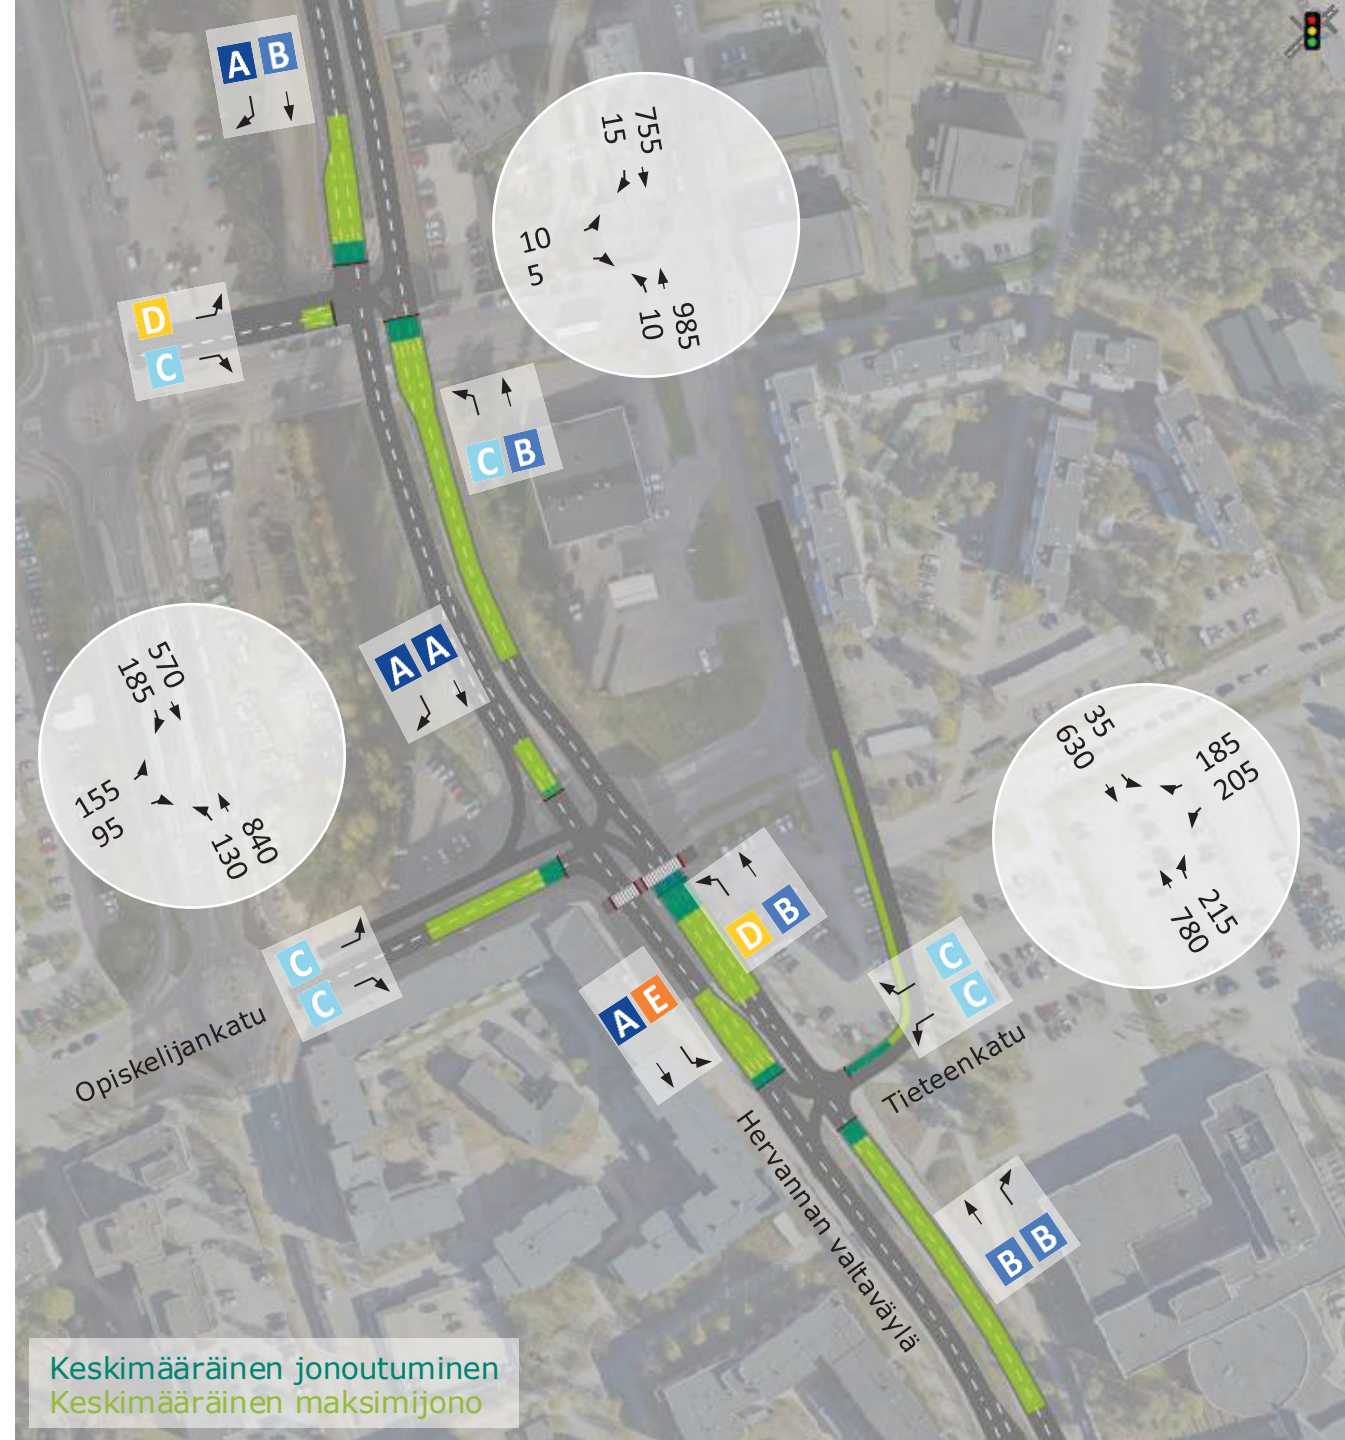 A B
755
15
10
5
10
985
D
C
C B
A A
570
185
155
95
840
130
35
630
185
205
215
780
D B
C
C
C
C
A E
Opiskelijankatu
Tieteenkatu
Hervannan valtaväylä
B B
Keskimääräinen jonoutuminen
Keskimääräinen maksimijono